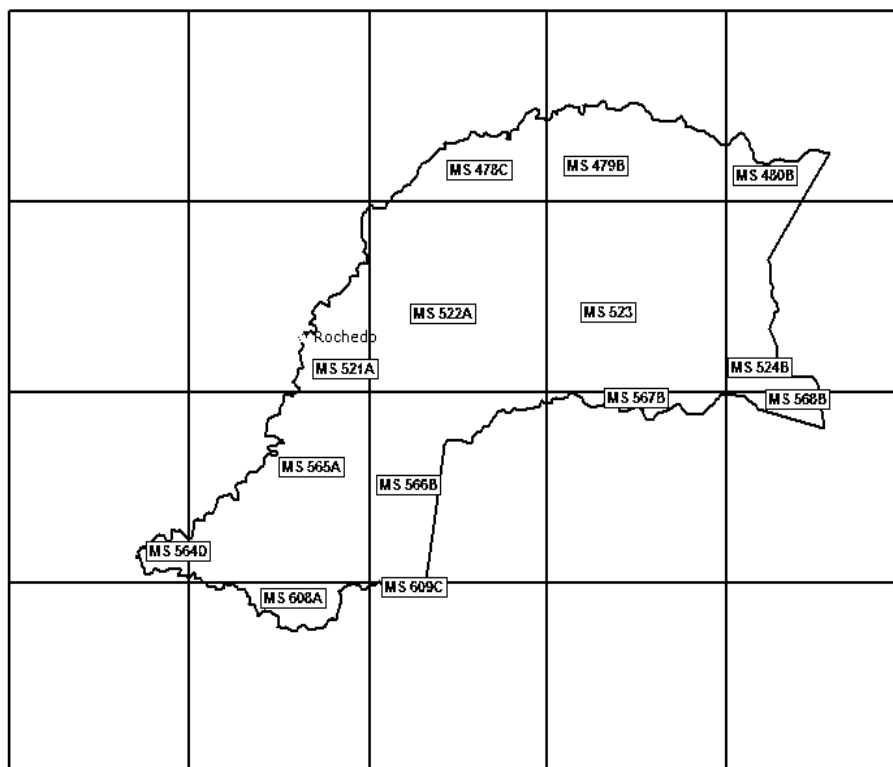 MS 478C
MS 479B
MS 480B
MS 522A
MS 523
Rochedo
MS 521A
MS 524B
MS 567B
MS 568B
MS 565A
MS 566B
MS 564D
MS 608A
MS 609C